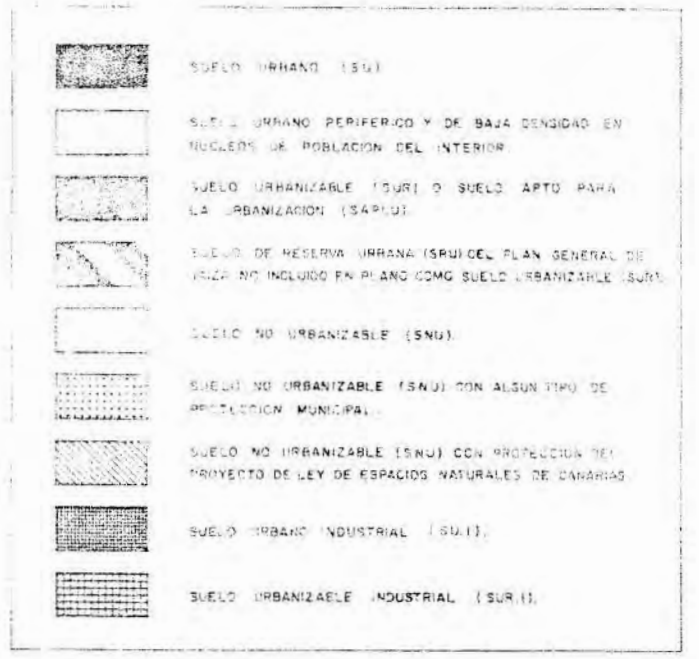 SUELO URBANO (SU)
SUELO URBANO PERIFERICO Y DE BAJA DENSIDAD EN
NUCLEOS DE POBLACION DEL INTERIOR
SUELO URBANIZABLE (SUR) O SUELO APTO PARA
LA URBANIZACION (SAPLU).
SUELO DE RESERVA URBANA (SRU) DEL PLAN GENERAL DE
NO INCLUIDO EN PLANO COMO SUELO URBANIZABLE (SUR).
SUELO NO URBANIZABLE (SNU).
SUELO NO URBANIZABLE (SNU) CON ALGUN TIPO DE
PROTECCION MUNICIPAL.
SUELO NO URBANIZABLE (SNU) CON PROTECCION DEL
PROYECTO DE LEY DE ESPACIOS NATURALES DE CANARIAS
SUELO URBANO INDUSTRIAL (SU.I).
SUELO URBANIZABLE INDUSTRIAL (SUR.I).